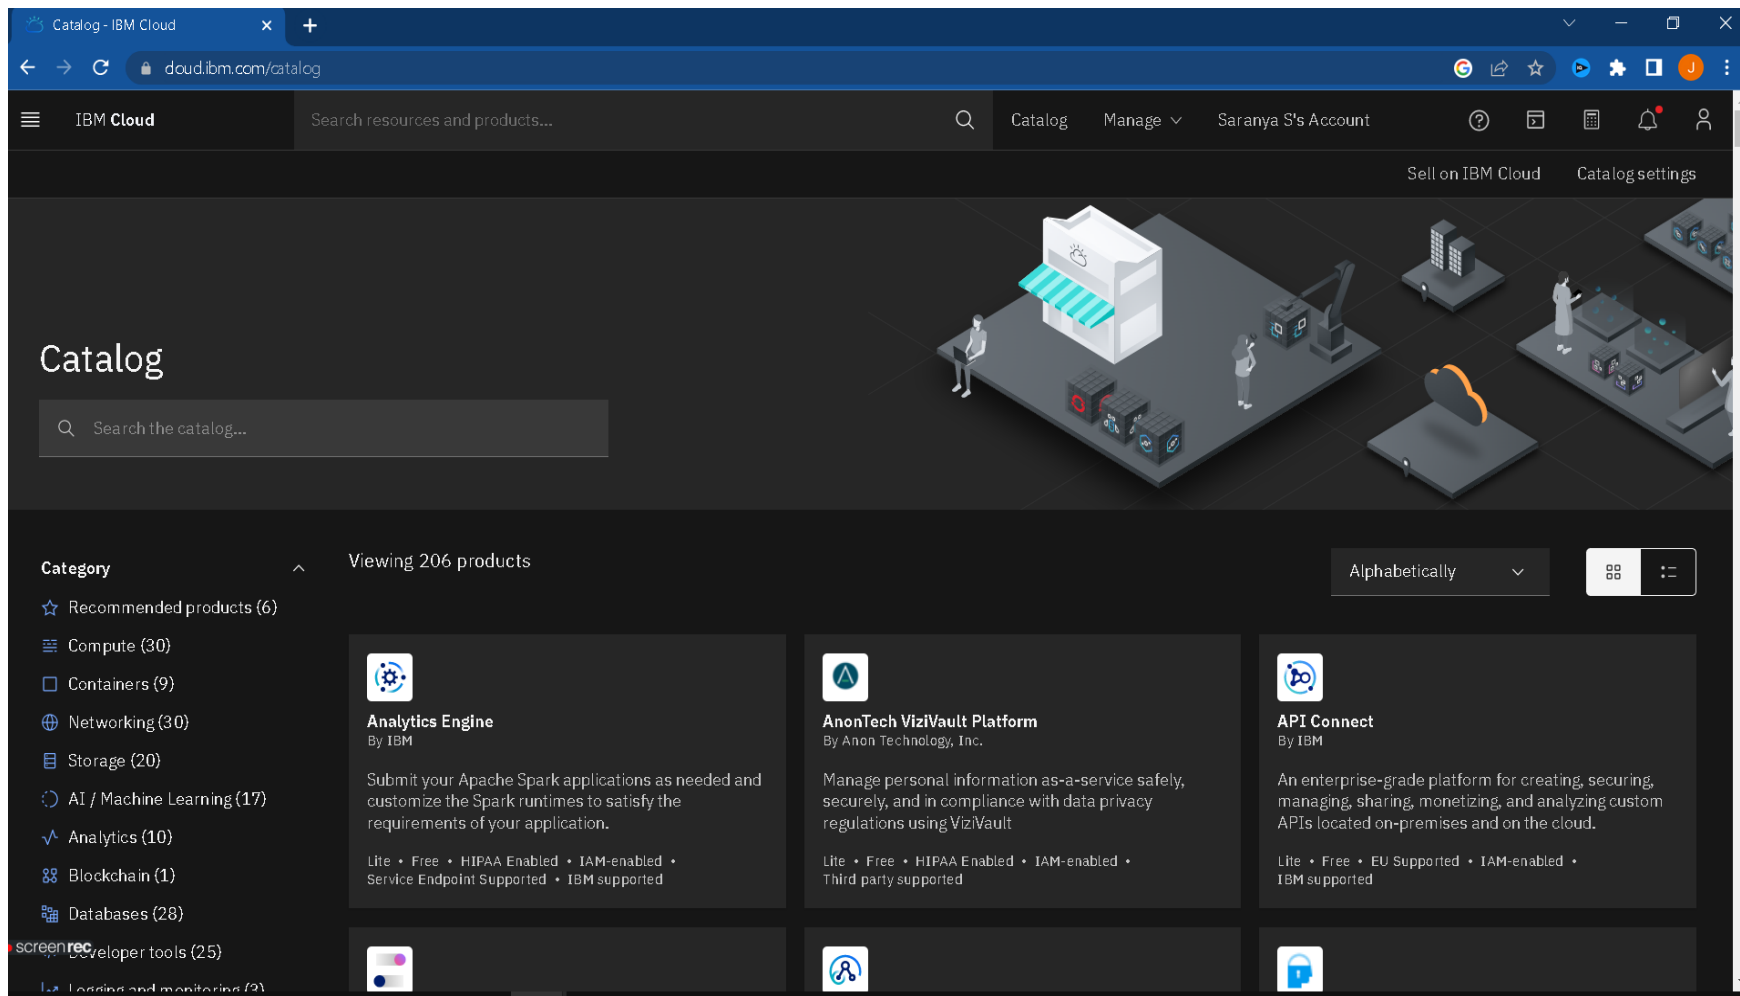 Catalog - IBM Cloud
cloud.ibm.com/catalog
J
IBM Cloud
Search resources and products...
Catalog
Manage
Saranya S's Account
Sell on IBM Cloud
Catalog settings
Catalog
Search the catalog...
Category
Recommended products (6)
Compute (30)
Containers (9)
Networking (30)
Storage (20)
AI / Machine Learning (17)
Analytics (10)
Blockchain (1)
Databases (28)
screenrec
Developer tools (25)
Logging and monitoring (3)
Viewing 206 products
Alphabetically
Analytics Engine
By IBM
Submit your Apache Spark applications as needed and
customize the Spark runtimes to satisfy the
requirements of your application.
Lite • Free • HIPAA Enabled • IAM-enabled •
Service Endpoint Supported • IBM supported
AnonTech ViziVault Platform
By Anon Technology, Inc.
Manage personal information as-a-service safely,
securely, and in compliance with data privacy
regulations using ViziVault
Lite • Free • HIPAA Enabled • IAM-enabled •
Third party supported
API Connect
By IBM
An enterprise-grade platform for creating, securing,
managing, sharing, monetizing, and analyzing custom
APIs located on-premises and on the cloud.
Lite • Free • EU Supported • IAM-enabled •
IBM supported